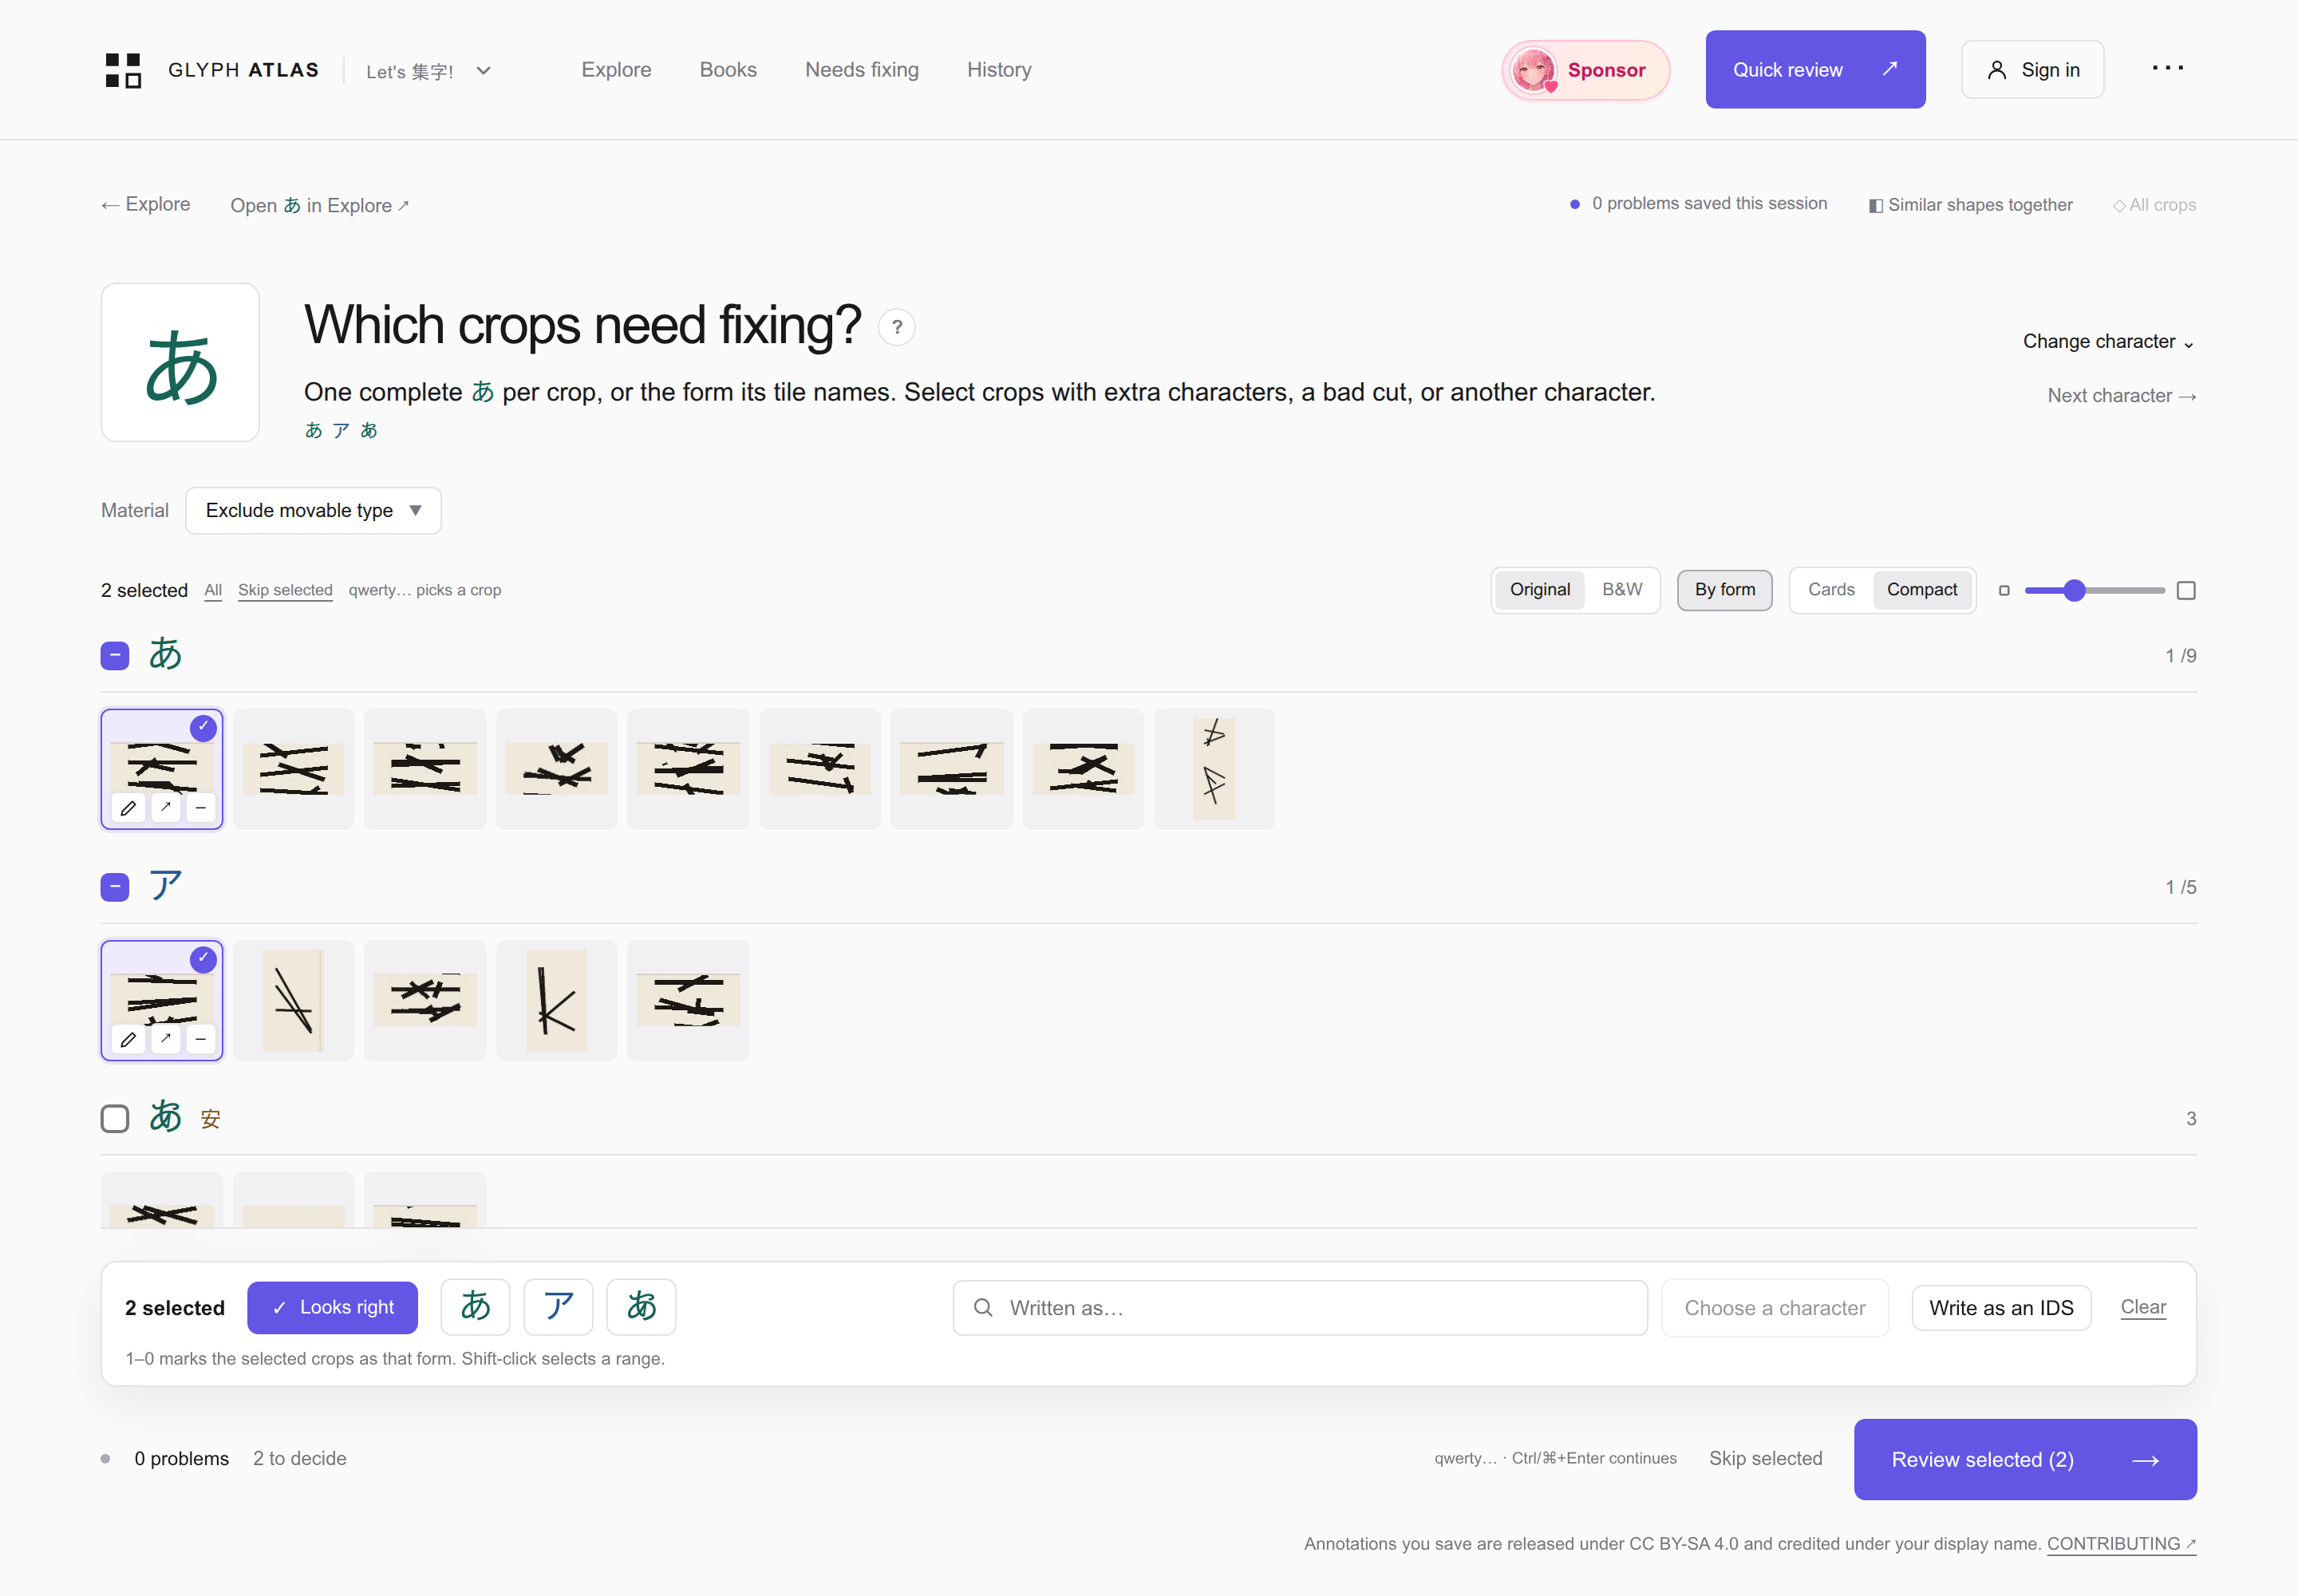 GLYPH ATLAS
Let's 集字!
Explore
Books
Needs fixing
History
Sponsor
Quick review ↗
Sign in
···
← Explore
Open あ in Explore ↗
0 problems saved this session
Similar shapes together
All crops
あ
Which crops need fixing? ?
One complete あ per crop, or the form its tile names. Select crops with extra characters, a bad cut, or another character.
あ ア
Change character
Next character →
Material
Exclude movable type
2 selected
All
Skip selected
qwerty… picks a crop
Original
B&W
By form
Cards
Compact
あ
1 /9
ア
1 /5
安
3
2 selected
✓ Looks right
あ
ア
Written as…
Choose a character
Write as an IDS
Clear
1–0 marks the selected crops as that form. Shift-click selects a range.
0 problems
2 to decide
qwerty… · Ctrl/⌘+Enter continues
Skip selected
Review selected (2) →
Annotations you save are released under CC BY-SA 4.0 and credited under your display name. CONTRIBUTING ↗